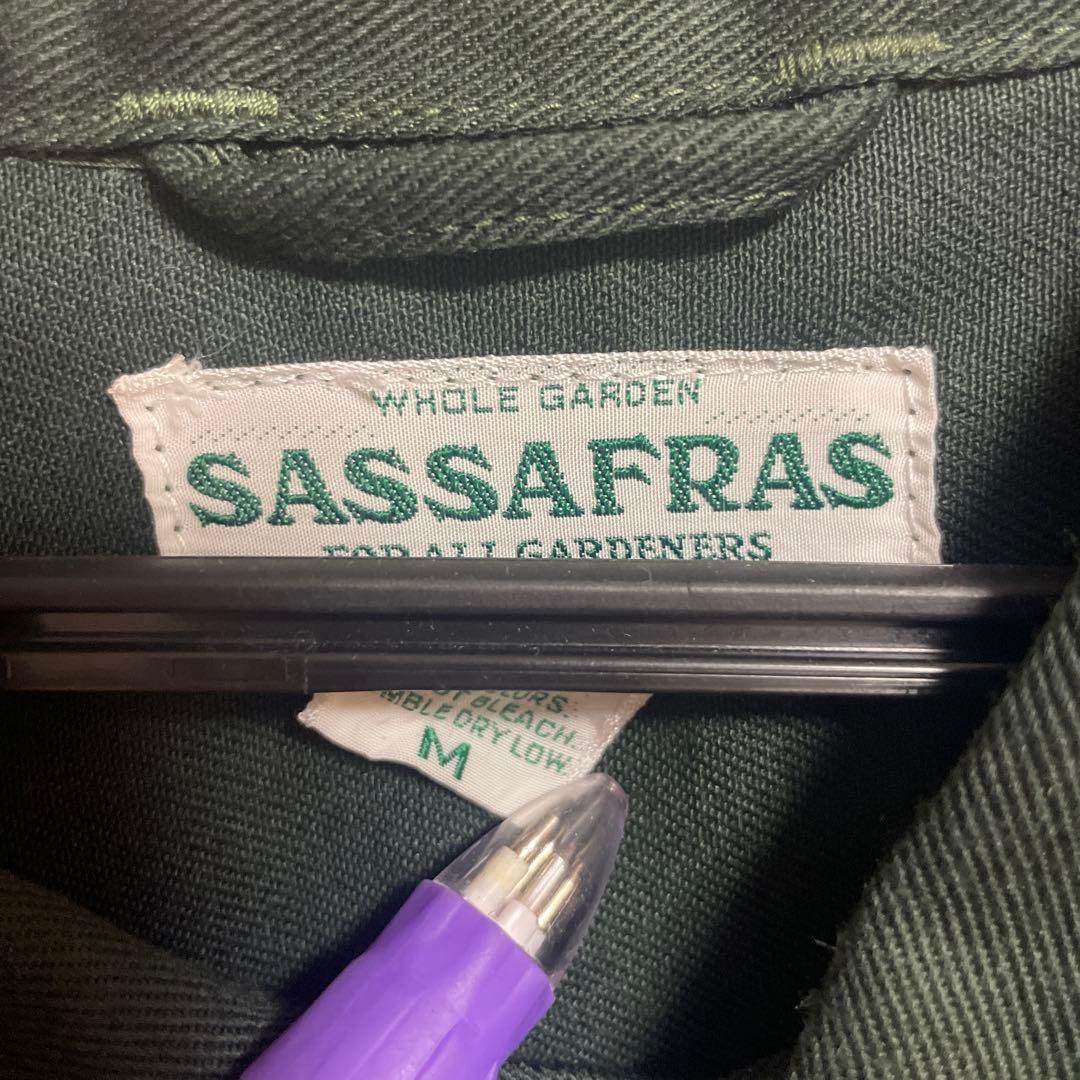 WHOLE GARDEN
SASSAFRAS
FOR ALL GARDENERS
BLEACH.
DRY LOW
M